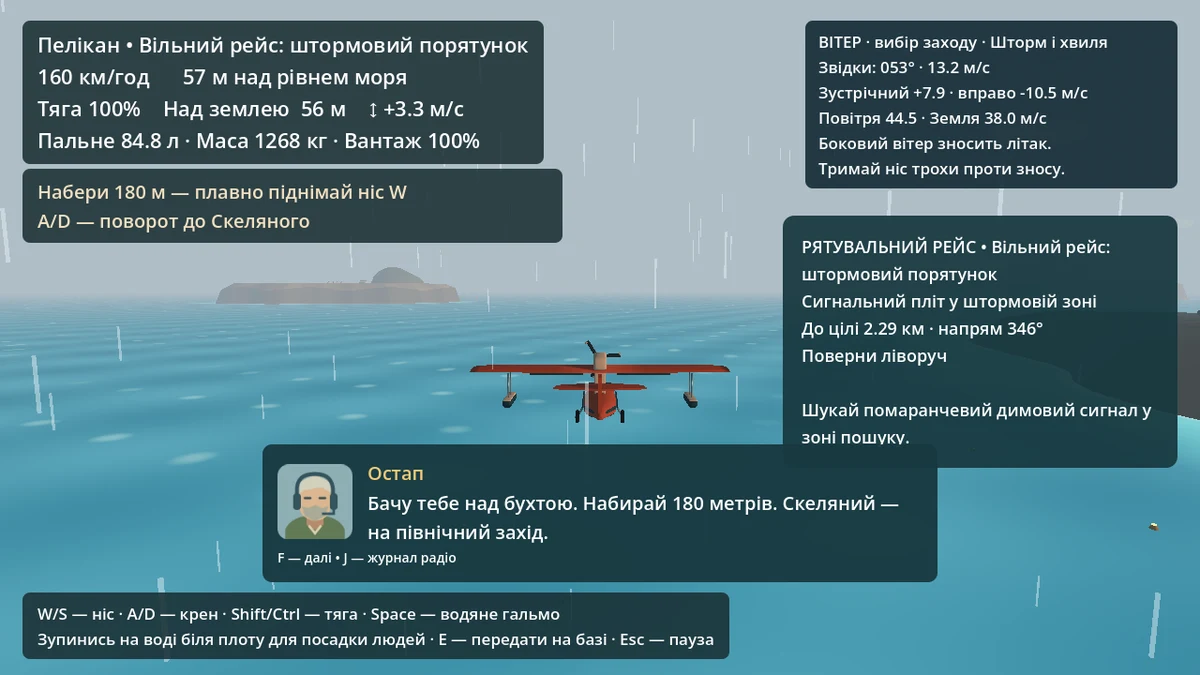 Пелікан • Вільний рейс: штормовий порятунок
160 км/год 57 м над рівнем моря
Тяга 100% Над землею 56 м ↕ +3.3 м/с
Пальне 84.8 л · Маса 1268 кг · Вантаж 100%
Набери 180 м — плавно піднімай ніс W
A/D — поворот до Скеляного
ВІТЕР · вибір заходу · Шторм і хвиля
Звідки: 053° · 13.2 м/с
Зустрічний +7.9 · вправо -10.5 м/с
Повітря 44.5 · Земля 38.0 м/с
Боковий вітер зносить літак.
Тримай ніс трохи проти зносу.
РЯТУВАЛЬНИЙ РЕЙС • Вільний рейс:
штормовий порятунок
Сигнальний пліт у штормовій зоні
До цілі 2.29 км · напрям 346°
Поверни ліворуч
Шукай помаранчевий димовий сигнал у
зоні пошуку.
Остап
Бачу тебе над бухтою. Набирай 180 метрів. Скеляний —
на північний захід.
F — далі • J — журнал радіо
W/S — ніс · A/D — крен · Shift/Ctrl — тяга · Space — водяне гальмо
Зупинись на воді біля плоту для посадки людей · E — передати на базі · Esc — пауза